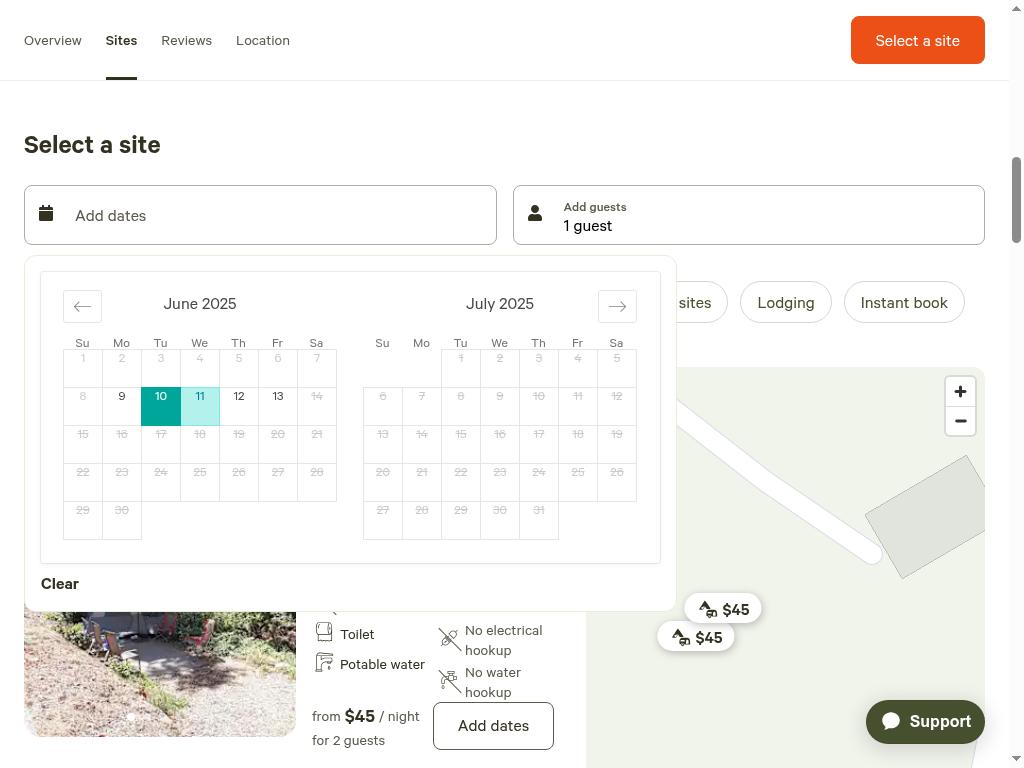 Overview Sites Reviews Location Select a site
Select a site
Add dates
Add guests
1 guest
sites Lodging Instant book
June 2025 July 2025
Su Mo Tu We Th Fr Sa Su Mo Tu We Th Fr Sa
1 2 3 4 5 6 7 1 2 3 4 5
8 9 10 11 12 13 14 6 7 8 9 10 11 12
15 16 17 18 19 20 21 13 14 15 16 17 18 19
22 23 24 25 26 27 28 20 21 22 23 24 25 26
29 30 27 28 29 30 31
Clear
Toilet
Potable water
No electrical
hookup
No water
hookup
from $45 / night
for 2 guests
Add dates
$45
$45
Support